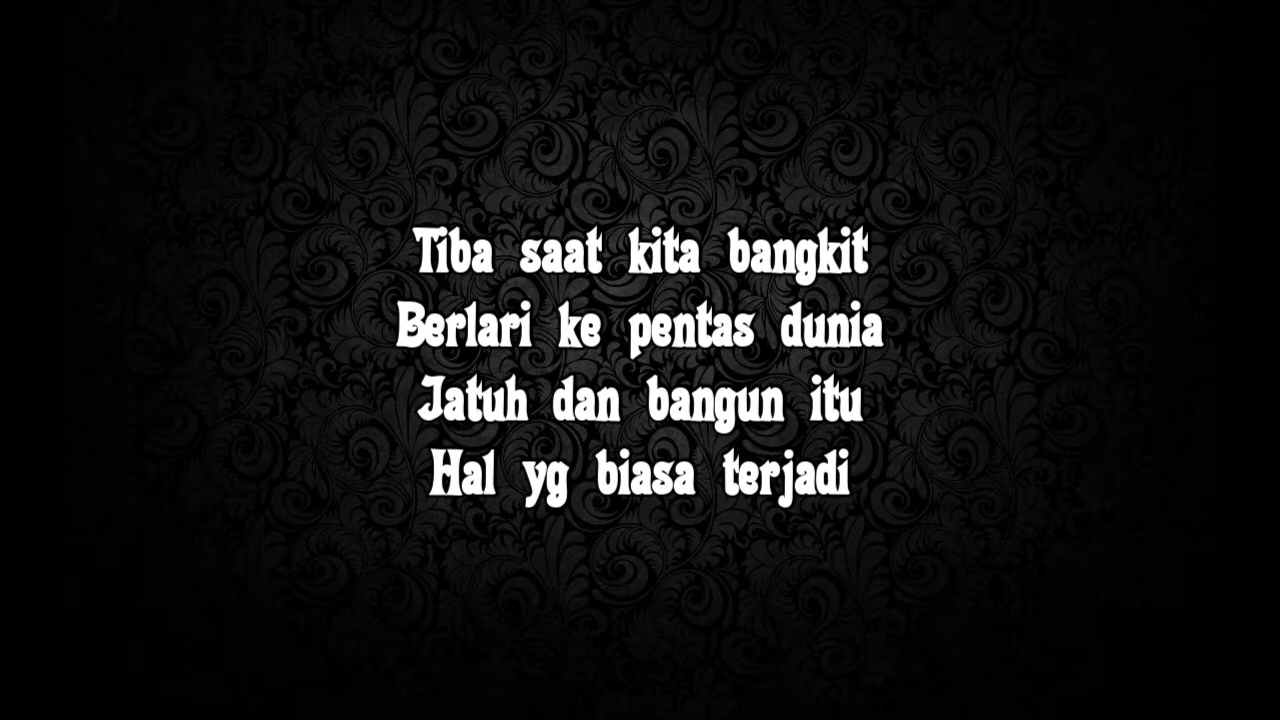 Tiba saat kita bangkit
Berlari ke pentas dunia
Jatuh dan bangun itu
Hal yg biasa terjadi